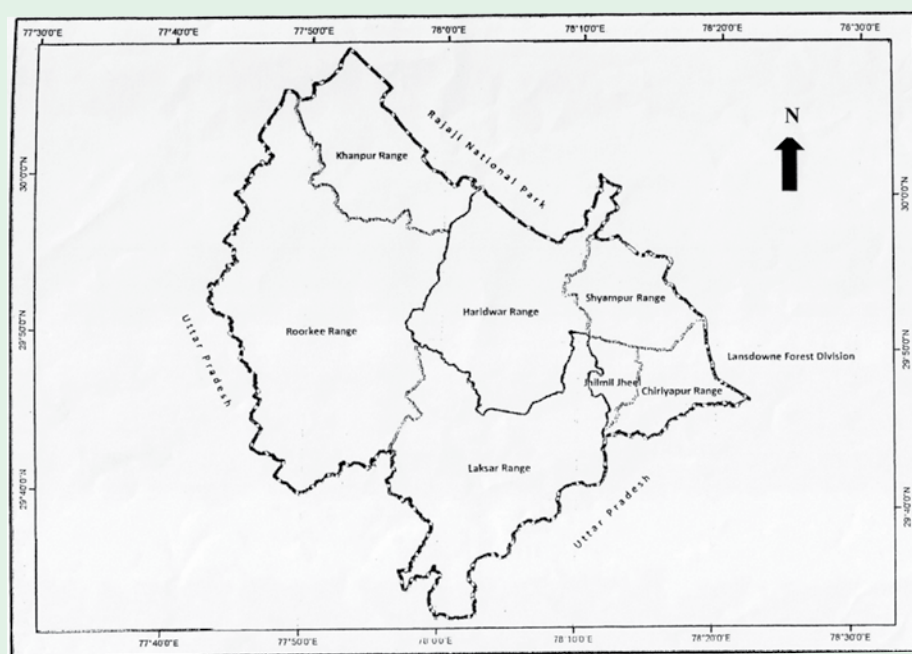 77°30'0"E 77°40'0"E 77°50'0"E 78°0'0"E 78°10'0"E 78°20'0"E 78°30'0"E
N
Rajaji National Park
Khanpur Range
30°0'0"N
30°0'0"N
Shyampur Range
Haridwar Range
Roorkee Range
29°50'0"N
29°50'0"N
Lansdowne Forest Division
Uttar Pradesh
Jhilmil Jheel
Chiriyapur Range
Laksar Range
29°40'0"N
29°40'0"N
Uttar Pradesh
77°40'0"E 77°50'0"E 78°0'0"E 78°10'0"E 78°20'0"E 78°30'0"E